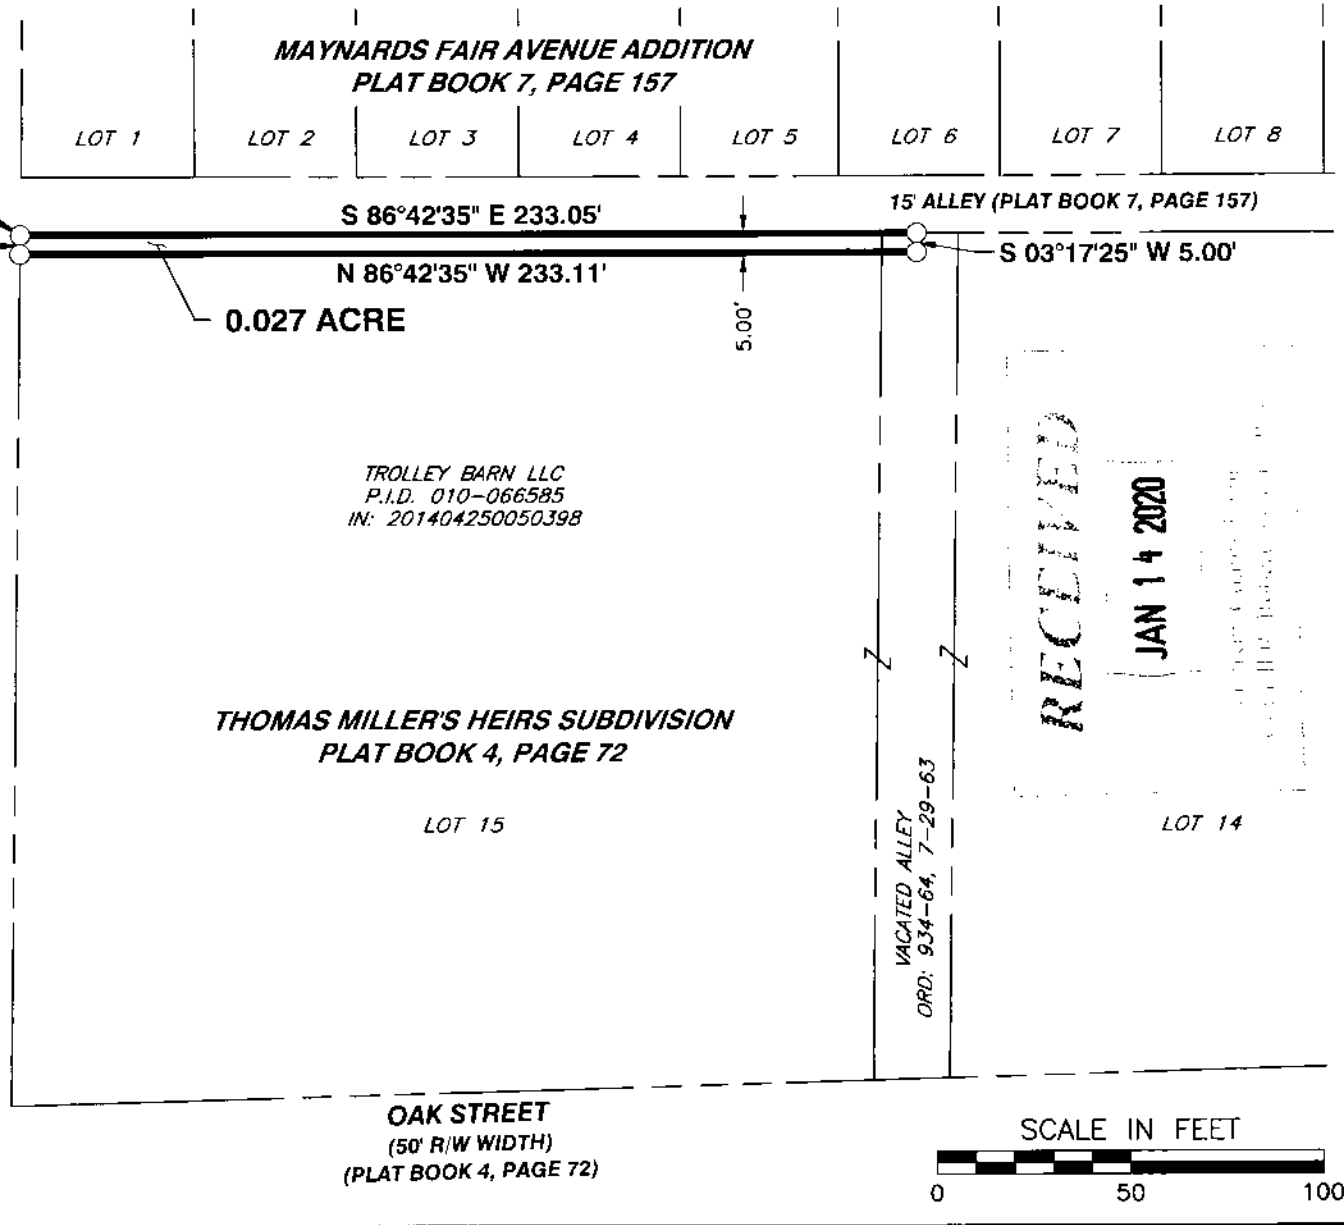 MAYNARDS FAIR AVENUE ADDITION
PLAT BOOK 7, PAGE 157
LOT 1
LOT 2
LOT 3
LOT 4
LOT 5
LOT 6
LOT 7
LOT 8
15' ALLEY (PLAT BOOK 7, PAGE 157)
S 86°42'35" E 233.05'
S 03°17'25" W 5.00'
N 86°42'35" W 233.11'
0.027 ACRE
5.00'
TROLLEY BARN LLC
P.I.D. 010-066585
IN: 201404250050398
RECEIVED
JAN 14 2020
THOMAS MILLER'S HEIRS SUBDIVISION
PLAT BOOK 4, PAGE 72
LOT 15
VACATED ALLEY
ORD: 934-64, 7-29-63
LOT 14
OAK STREET
(50' R/W WIDTH)
(PLAT BOOK 4, PAGE 72)
SCALE IN FEET
0 50 100